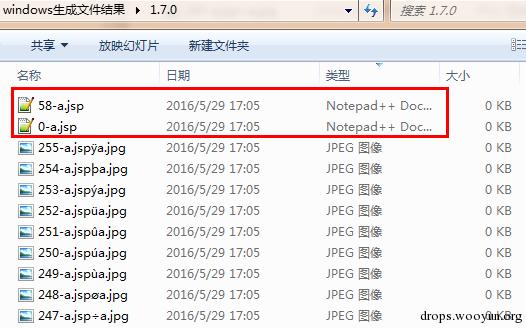 windows生成文件结果 ▸ 1.7.0 ▸ 搜索 1.7.0
共享 ▾ 放映幻灯片 新建文件夹
名称 日期 类型 大小
58-a.jsp 2016/5/29 17:05 Notepad++ Doc... 0 KB
0-a.jsp 2016/5/29 17:05 Notepad++ Doc... 0 KB
255-a.jspÿa.jpg 2016/5/29 17:05 JPEG 图像 0 KB
254-a.jspþa.jpg 2016/5/29 17:05 JPEG 图像 0 KB
253-a.jspýa.jpg 2016/5/29 17:05 JPEG 图像 0 KB
252-a.jspüa.jpg 2016/5/29 17:05 JPEG 图像 0 KB
251-a.jspûa.jpg 2016/5/29 17:05 JPEG 图像 0 KB
250-a.jspúa.jpg 2016/5/29 17:05 JPEG 图像 0 KB
249-a.jspùa.jpg 2016/5/29 17:05 JPEG 图像 0 KB
248-a.jspøa.jpg 2016/5/29 17:05 JPEG 图像 0 KB
247-a.jsp÷a.jpg 2016/5/29 17:05 JPEG 图像 0 KB
drops.wooyun.org